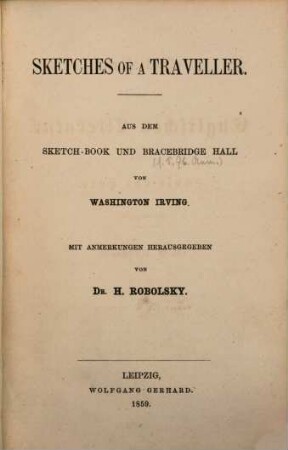 SKETCHES OF A TRAVELLER.
AUS DEM
SKETCH-BOOK UND BRACEBRIDGE HALL
VON
WASHINGTON IRVING.
MIT ANMERKUNGEN HERAUSGEGEBEN
VON
DR. H. ROBOLSKY.
LEIPZIG,
WOLFGANG GERHARD.
1859.